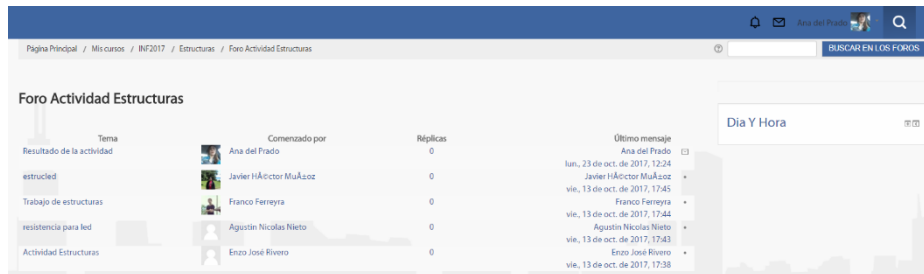 Ana del Prado
Página Principal / Mis cursos / INF2017 / Estructuras / Foro Actividad Estructuras
BUSCAR EN LOS FOROS
Foro Actividad Estructuras
Dia Y Hora
Tema Comenzado por Réplicas Último mensaje
Resultado de la actividad Ana del Prado 0 Ana del Prado
lun., 23 de oct. de 2017, 12:24
estrucled Javier HÃ©ctor MuÃ±oz 0 Javier HÃ©ctor MuÃ±oz
vie., 13 de oct. de 2017, 17:45
Trabajo de estructuras Franco Ferreyra 0 Franco Ferreyra
vie., 13 de oct. de 2017, 17:44
resistencia para led Agustin Nicolas Nieto 0 Agustin Nicolas Nieto
vie., 13 de oct. de 2017, 17:43
Actividad Estructuras Enzo José Rivero 0 Enzo José Rivero
vie., 13 de oct. de 2017, 17:38